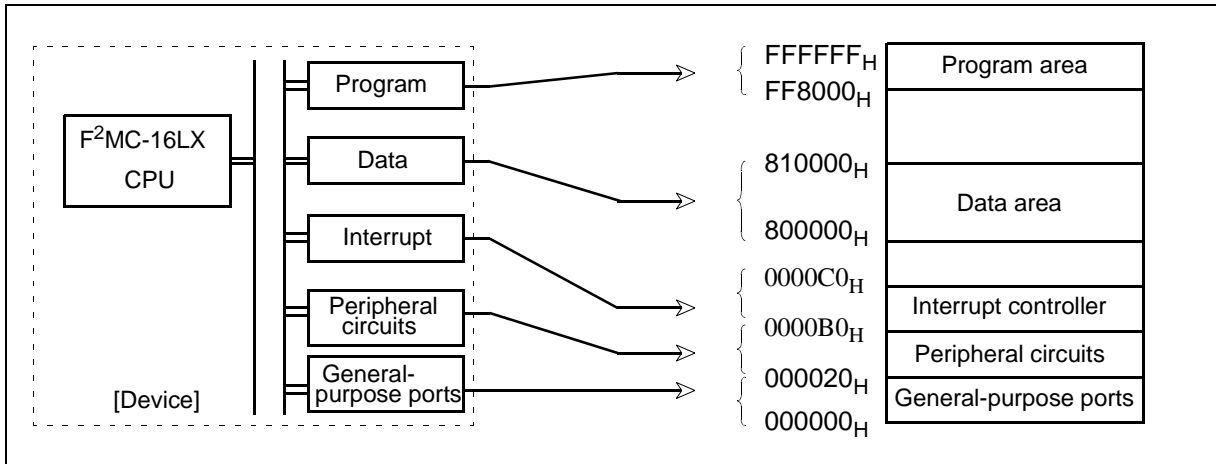 F²MC-16LX
CPU
[Device]
Program
Data
Interrupt
Peripheral
circuits
General-
purpose ports
FFFFFFH
FF8000H
810000H
800000H
0000C0H
0000B0H
000020H
000000H
Program area
Data area
Interrupt controller
Peripheral circuits
General-purpose ports